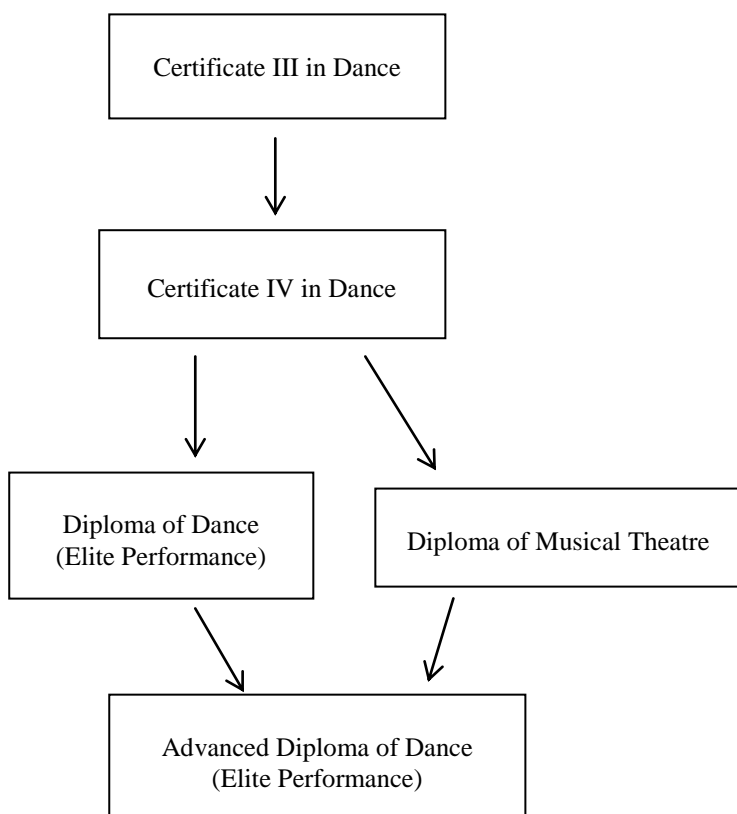 Certificate III in Dance
Certificate IV in Dance
Diploma of Dance
(Elite Performance)
Diploma of Musical Theatre
Advanced Diploma of Dance
(Elite Performance)